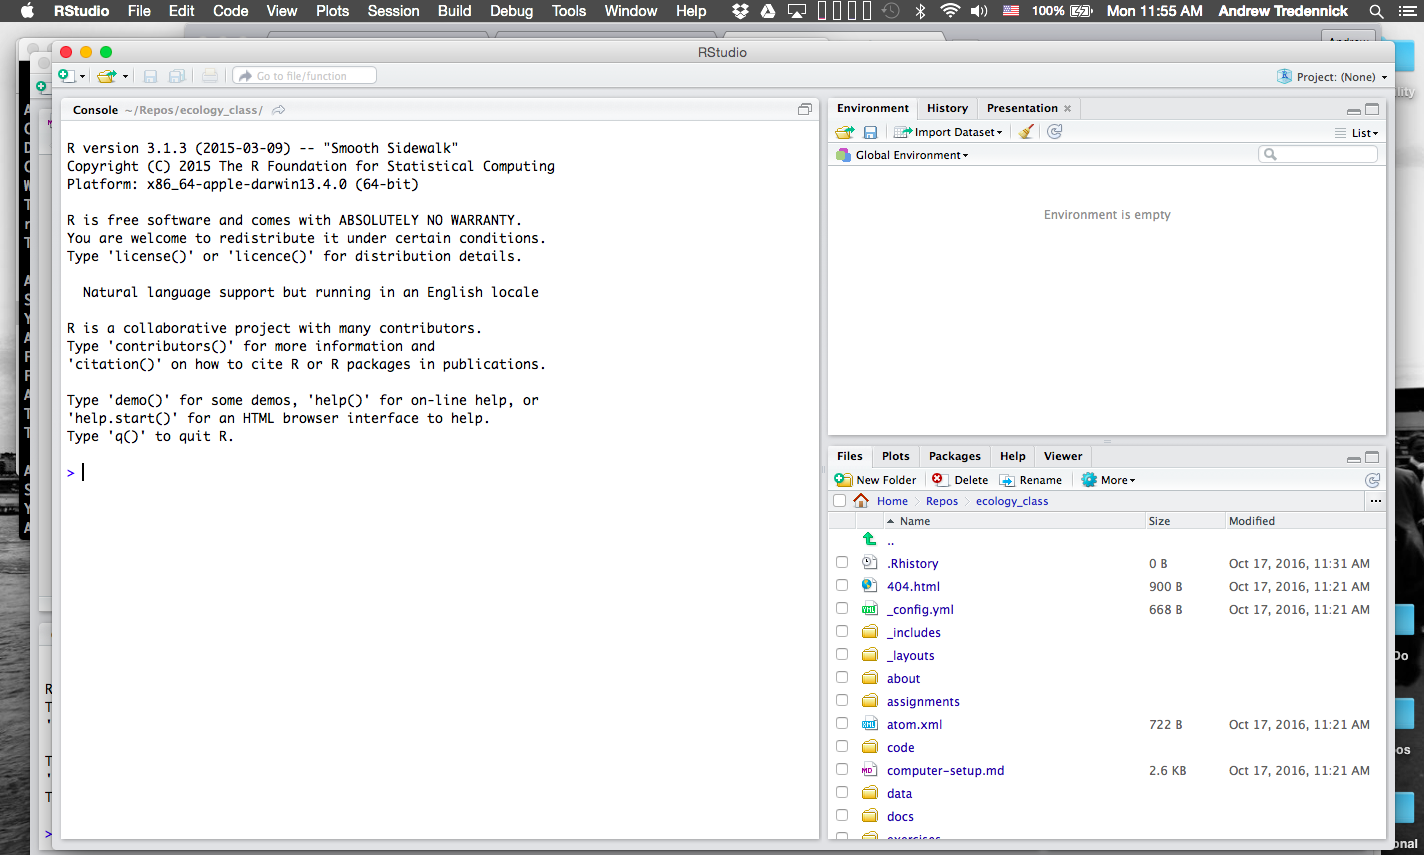 RStudio File Edit Code View Plots Session Build Debug Tools Window Help 100% Mon 11:55 AM Andrew Tredennick
RStudio
Go to file/function
Project: (None)
Console ~/Repos/ecology_class/
R version 3.1.3 (2015-03-09) -- "Smooth Sidewalk"
Copyright (C) 2015 The R Foundation for Statistical Computing
Platform: x86_64-apple-darwin13.4.0 (64-bit)
R is free software and comes with ABSOLUTELY NO WARRANTY.
You are welcome to redistribute it under certain conditions.
Type 'license()' or 'licence()' for distribution details.
Natural language support but running in an English locale
R is a collaborative project with many contributors.
Type 'contributors()' for more information and
'citation()' on how to cite R or R packages in publications.
Type 'demo()' for some demos, 'help()' for on-line help, or
'help.start()' for an HTML browser interface to help.
Type 'q()' to quit R.
>
Environment History Presentation
Import Dataset List
Global Environment
Environment is empty
Files Plots Packages Help Viewer
New Folder Delete Rename More
Home Repos ecology_class ...
Name Size Modified
..
.Rhistory 0 B Oct 17, 2016, 11:31 AM
404.html 900 B Oct 17, 2016, 11:21 AM
_config.yml 668 B Oct 17, 2016, 11:21 AM
_includes
_layouts
about
assignments
atom.xml 722 B Oct 17, 2016, 11:21 AM
code
computer-setup.md 2.6 KB Oct 17, 2016, 11:21 AM
data
docs